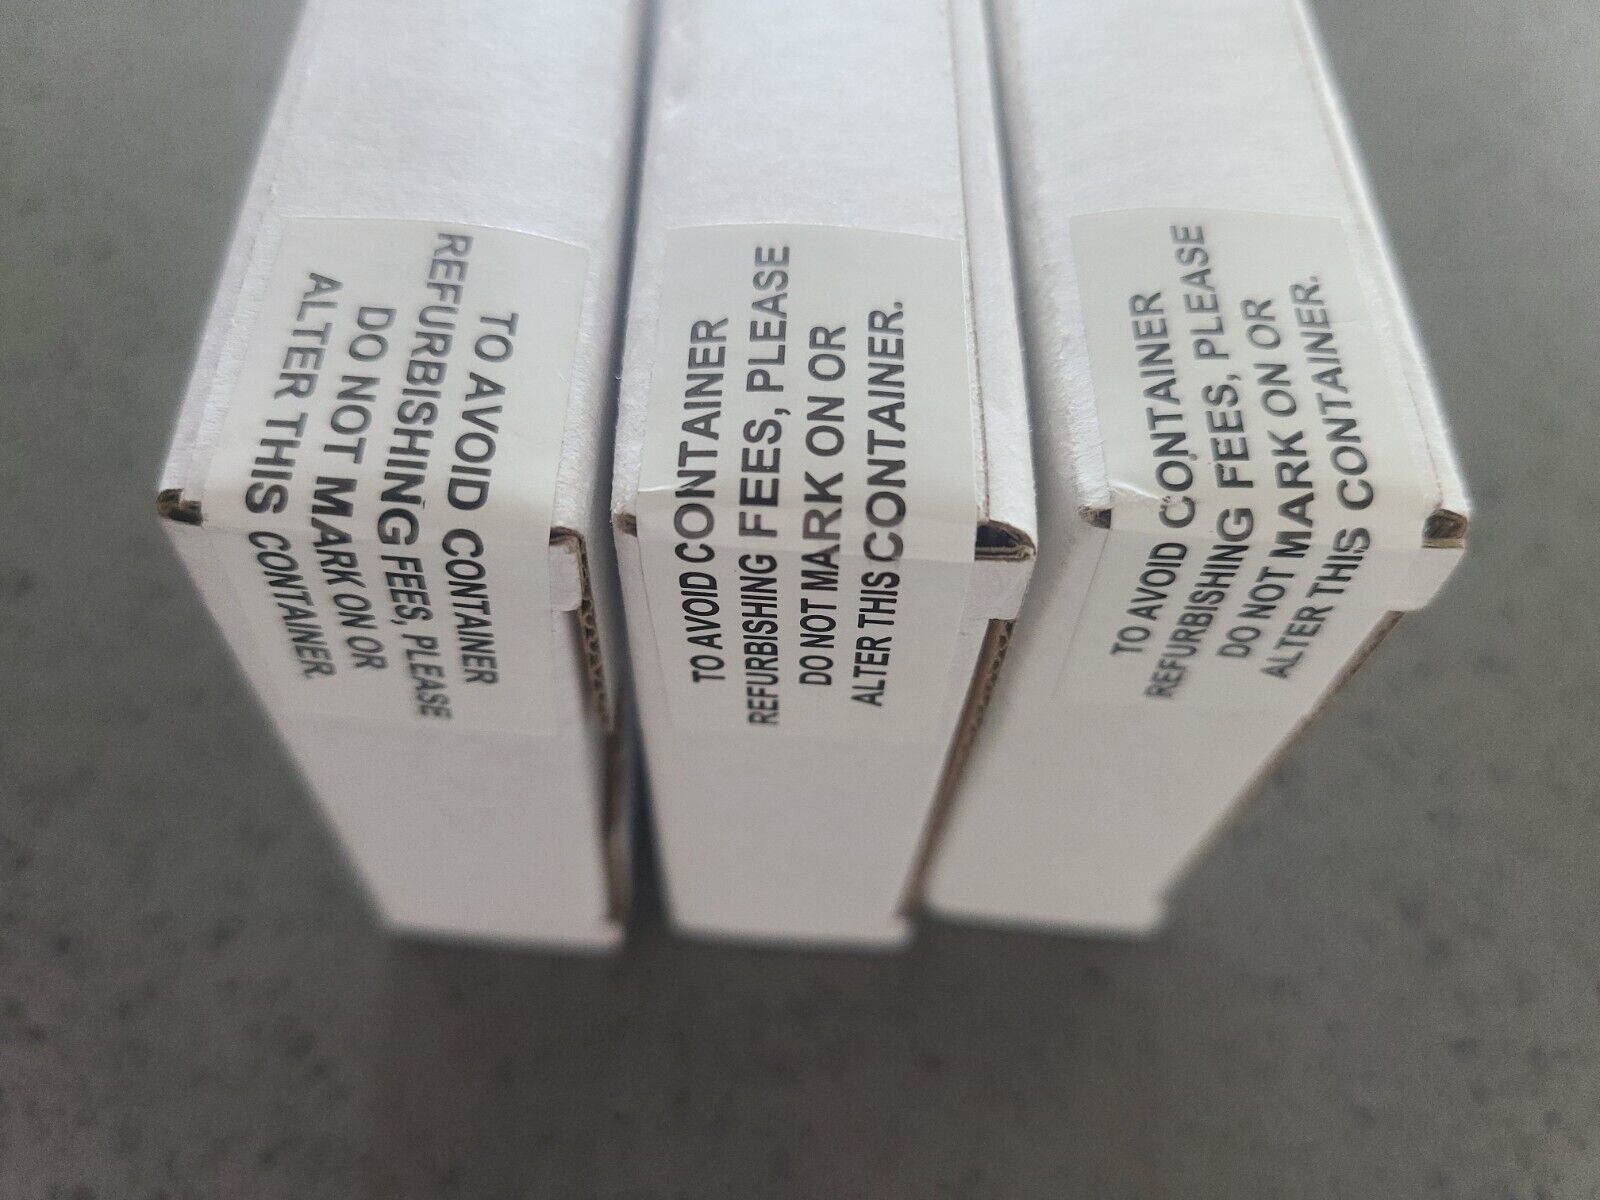 TO AVOID CONTAINER
REFURBISHING FEES, PLEASE
DO NOT MARK ON OR
ALTER THIS CONTAINER.
TO AVOID CONTAINER
REFURBISHING FEES, PLEASE
DO NOT MARK ON OR
ALTER THIS CONTAINER.
TO AVOID CONTAINER
REFURBISHING FEES, PLEASE
DO NOT MARK ON OR
ALTER THIS CONTAINER.